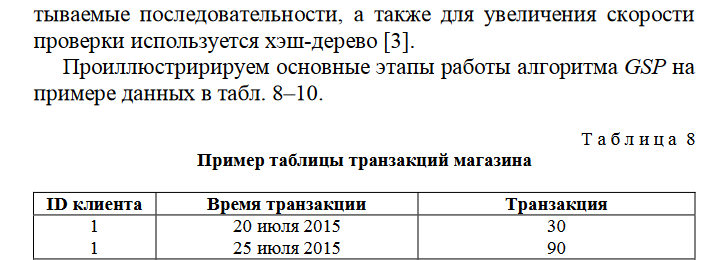 тываемые последовательности, а также для увеличения скорости
проверки используется хэш-дерево [3].
Проиллюстририруем основные этапы работы алгоритма GSP на
примере данных в табл. 8–10.
Т а б л и ц а 8
Пример таблицы транзакций магазина
ID клиента Время транзакции Транзакция
1 20 июля 2015 30
1 25 июля 2015 90